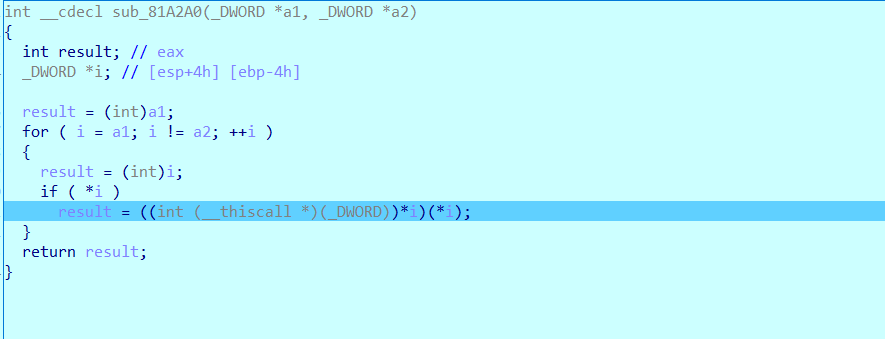 int __cdecl sub_81A2A0(_DWORD *a1, _DWORD *a2)
{
  int result; // eax
  _DWORD *i; // [esp+4h] [ebp-4h]

  result = (int)a1;
  for ( i = a1; i != a2; ++i )
  {
    result = (int)i;
    if ( *i )
      result = ((int (__thiscall *)(_DWORD))*i)(*i);
  }
  return result;
}